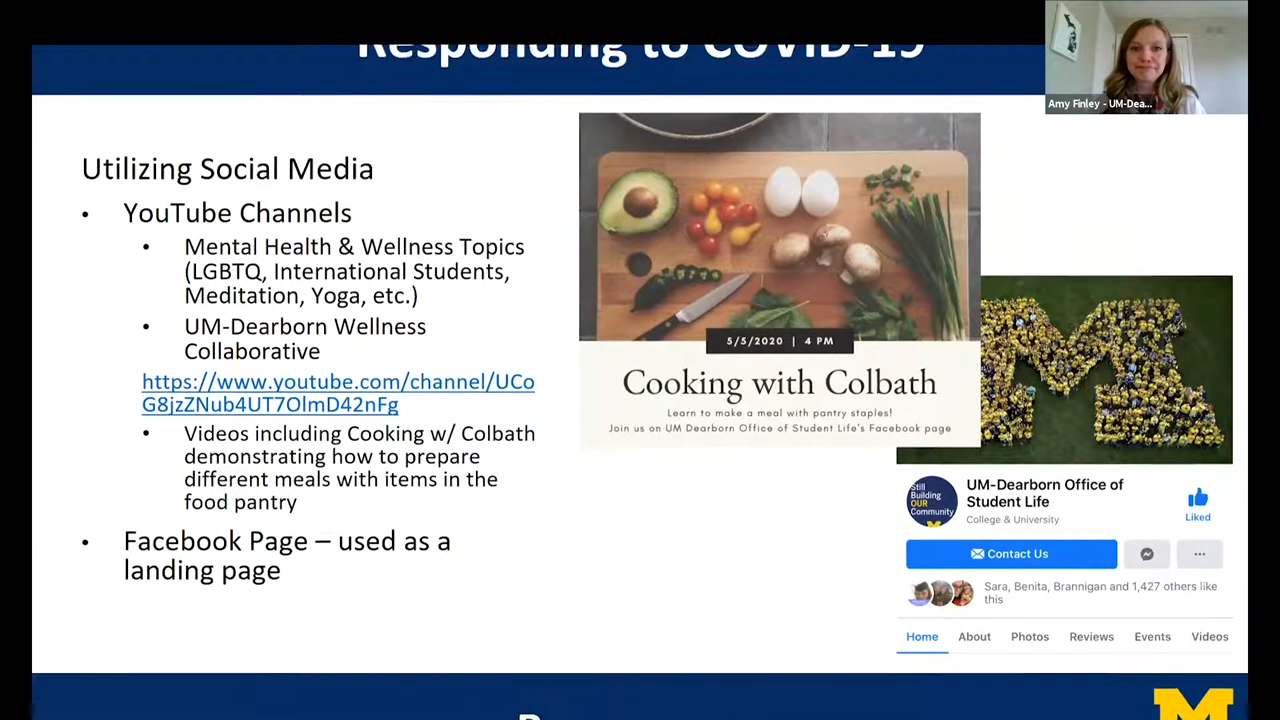 Responding to COVID-19
Amy Finley - UM-Dea...
Utilizing Social Media
• YouTube Channels
• Mental Health & Wellness Topics
(LGBTQ, International Students,
Meditation, Yoga, etc.)
• UM-Dearborn Wellness
Collaborative
https://www.youtube.com/channel/UCo
G8jzZNub4UT7OlmD42nFg
• Videos including Cooking w/ Colbath
demonstrating how to prepare
different meals with items in the
food pantry
• Facebook Page – used as a
landing page
5/5/2020 | 4 PM
Cooking with Colbath
Learn to make a meal with pantry staples!
Join us on UM Dearborn Office of Student Life's Facebook page
M
Still
Building
OUR
Community
UM-Dearborn Office of
Student Life
College & University
Liked
Contact Us
Sara, Benita, Brannigan and 1,427 others like
this
Home About Photos Reviews Events Videos
M